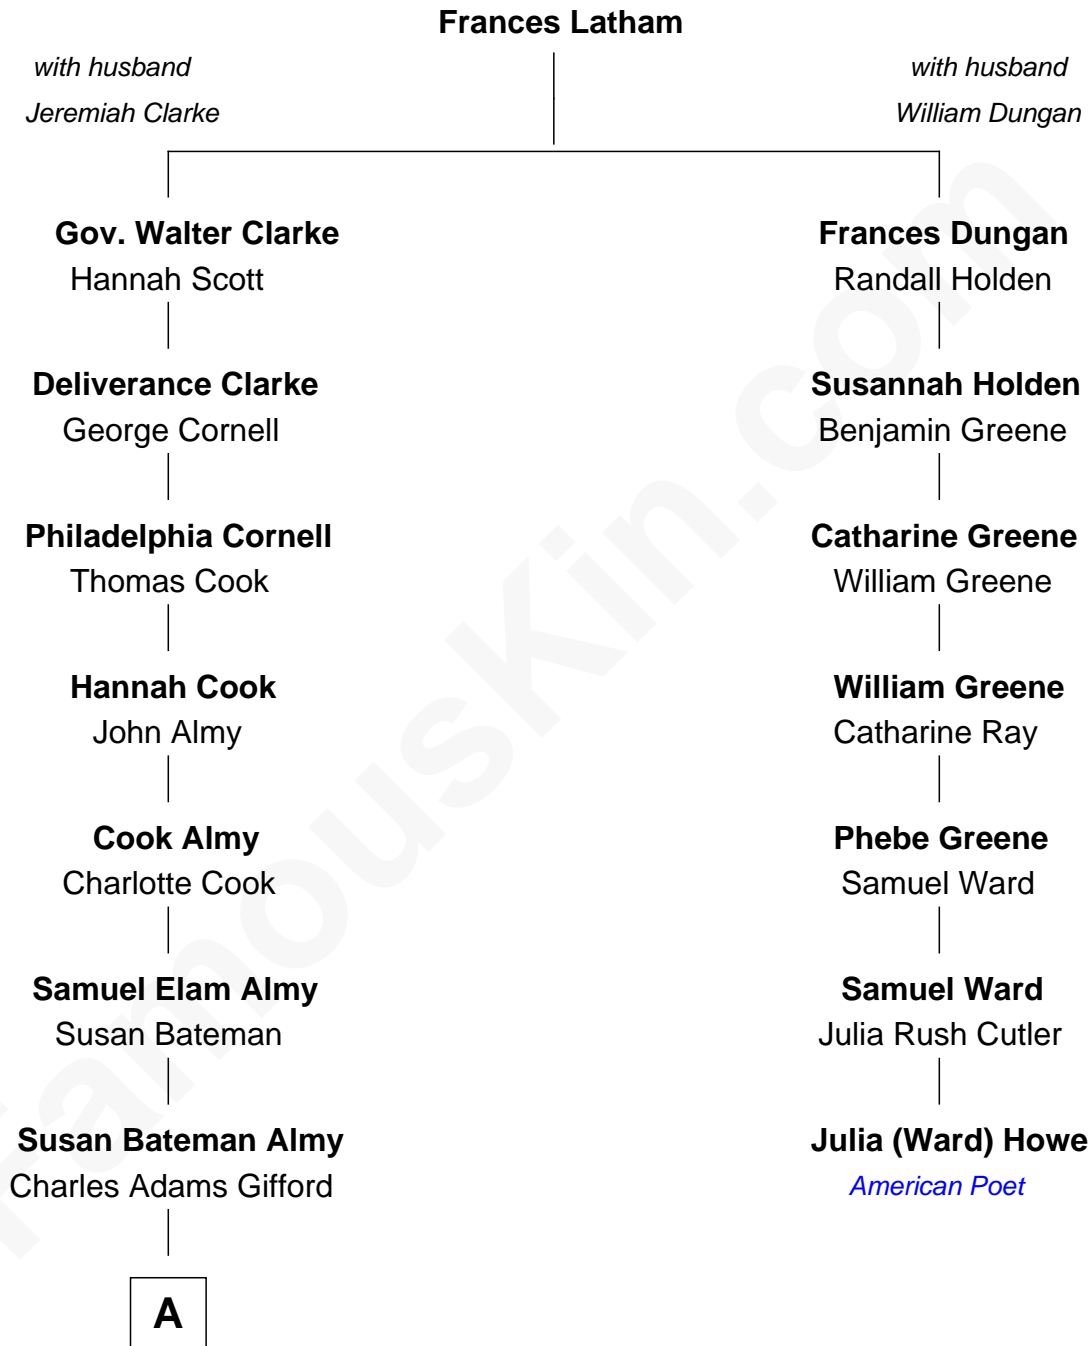 Frances Latham
with husband
Jeremiah Clarke
with husband
William Dungan
Gov. Walter Clarke
Hannah Scott
Frances Dungan
Randall Holden
Deliverance Clarke
George Cornell
Susannah Holden
Benjamin Greene
Philadelphia Cornell
Thomas Cook
Catharine Greene
William Greene
Hannah Cook
John Almy
William Greene
Catharine Ray
Cook Almy
Charlotte Cook
Phebe Greene
Samuel Ward
Samuel Elam Almy
Susan Bateman
Samuel Ward
Julia Rush Cutler
Susan Bateman Almy
Charles Adams Gifford
Julia (Ward) Howe
American Poet
A
FamousKin.com